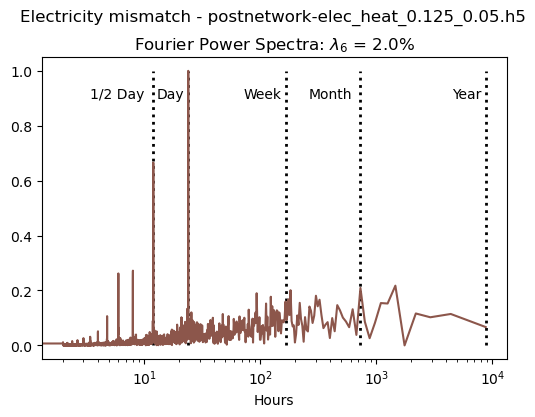 Electricity mismatch - postnetwork-elec_heat_0.125_0.05.h5
Fourier Power Spectra: λ6 = 2.0%
1/2 Day Day Week Month Year
1.0
0.8
0.6
0.4
0.2
0.0
10^1 10^2 10^3 10^4
Hours